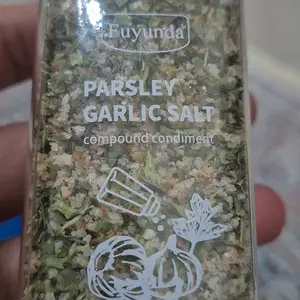 Fuyunda
PARSLEY
GARLIC SALT
compound condiment